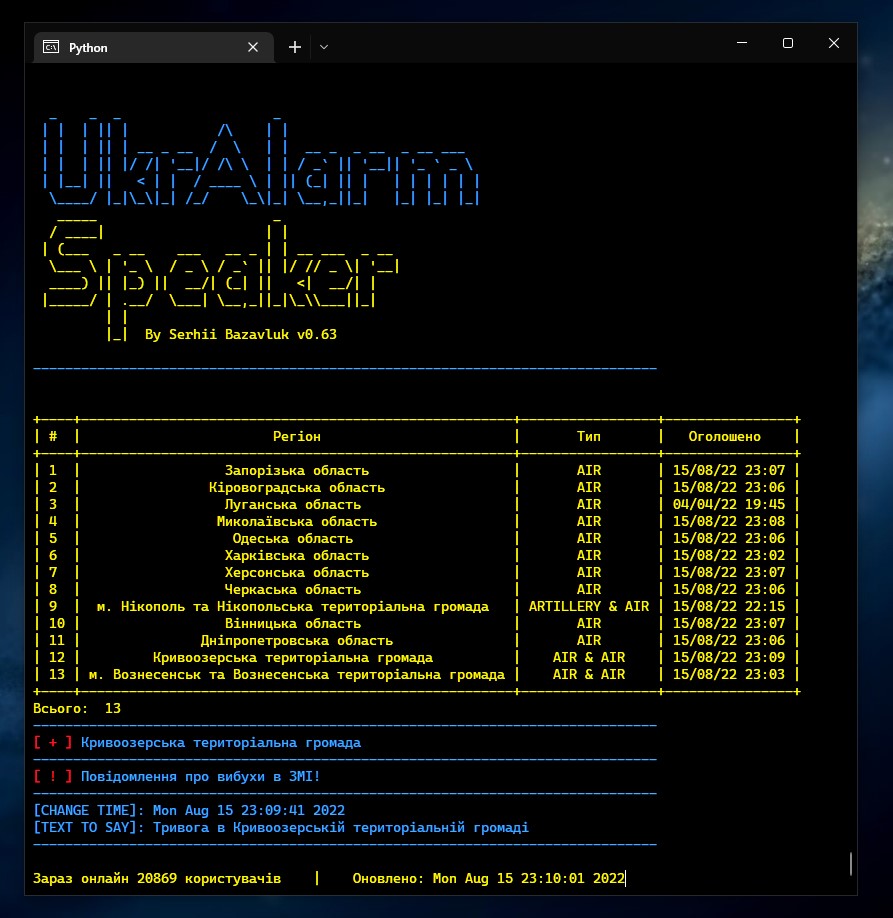 Python
UkrAlarm
Speaker
By Serhii Bazavluk v0.63
# Регіон Тип Оголошено
1 Запорізька область AIR 15/08/22 23:07
2 Кіровоградська область AIR 15/08/22 23:06
3 Луганська область AIR 04/04/22 19:45
4 Миколаївська область AIR 15/08/22 23:08
5 Одеська область AIR 15/08/22 23:06
6 Харківська область AIR 15/08/22 23:02
7 Херсонська область AIR 15/08/22 23:07
8 Черкаська область AIR 15/08/22 23:06
9 м. Нікополь та Нікопольська територіальна громада ARTILLERY & AIR 15/08/22 22:15
10 Вінницька область AIR 15/08/22 23:07
11 Дніпропетровська область AIR 15/08/22 23:06
12 Кривоозерська територіальна громада AIR & AIR 15/08/22 23:09
13 м. Вознесенськ та Вознесенська територіальна громада AIR & AIR 15/08/22 23:03
Всього: 13
[ + ] Кривоозерська територіальна громада
[ ! ] Повідомлення про вибухи в ЗМІ!
[CHANGE TIME]: Mon Aug 15 23:09:41 2022
[TEXT TO SAY]: Тривога в Кривоозерській територіальній громаді
Зараз онлайн 20869 користувачів | Оновлено: Mon Aug 15 23:10:01 2022